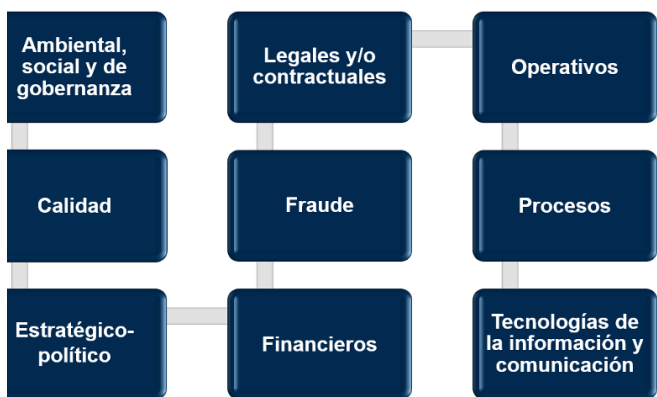 Ambiental,
social y de
gobernanza
Calidad
Estratégico-
político
Financieros
Fraude
Legales y/o
contractuales
Operativos
Procesos
Tecnologías de
la información y
comunicación